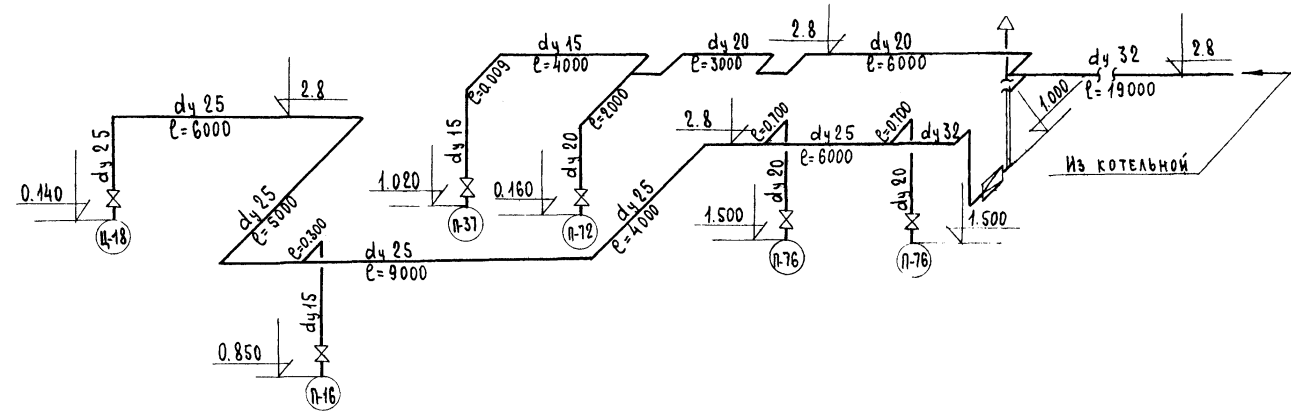 dy 25
ℓ=6000
2.8
dy 25
0.140
Ц-18
dy 25
ℓ=5000
ℓ=0.300
dy 25
ℓ=9000
dy15
0.850
П-16
dy 15
ℓ=4000
ℓ=0.009
dy 15
1.020
П-37
ℓ=2000
dy 20
0.160
П-72
dy 20
ℓ=3000
2.8
dy 20
ℓ=6000
dy 32
ℓ=19000
2.8
1.000
Из котельной
2.8
ℓ=0.700
dy 25
ℓ=6000
ℓ=0.700
dy 32
dy 25
ℓ=4000
dy 20
1.500
П-76
dy 20
П-76
1.500